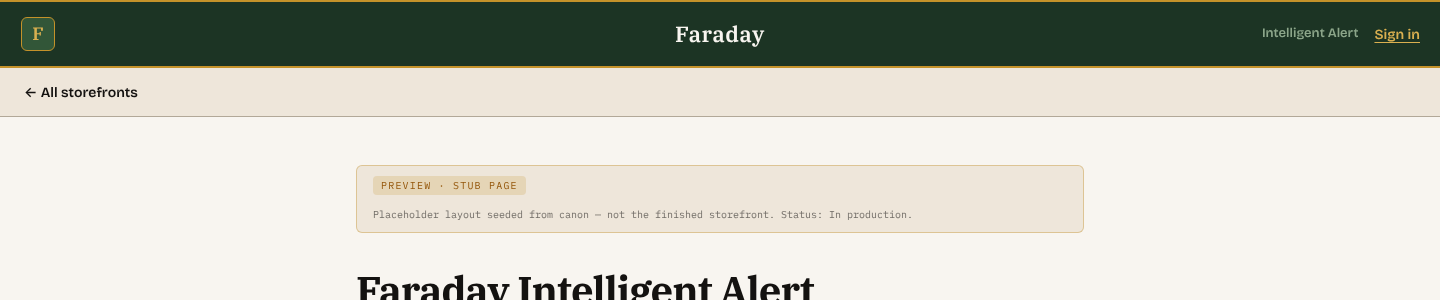 F
Faraday
Intelligent Alert
Sign in
← All storefronts
PREVIEW · STUB PAGE
Placeholder layout seeded from canon — not the finished storefront. Status: In production.
Faraday Intelligent Alert